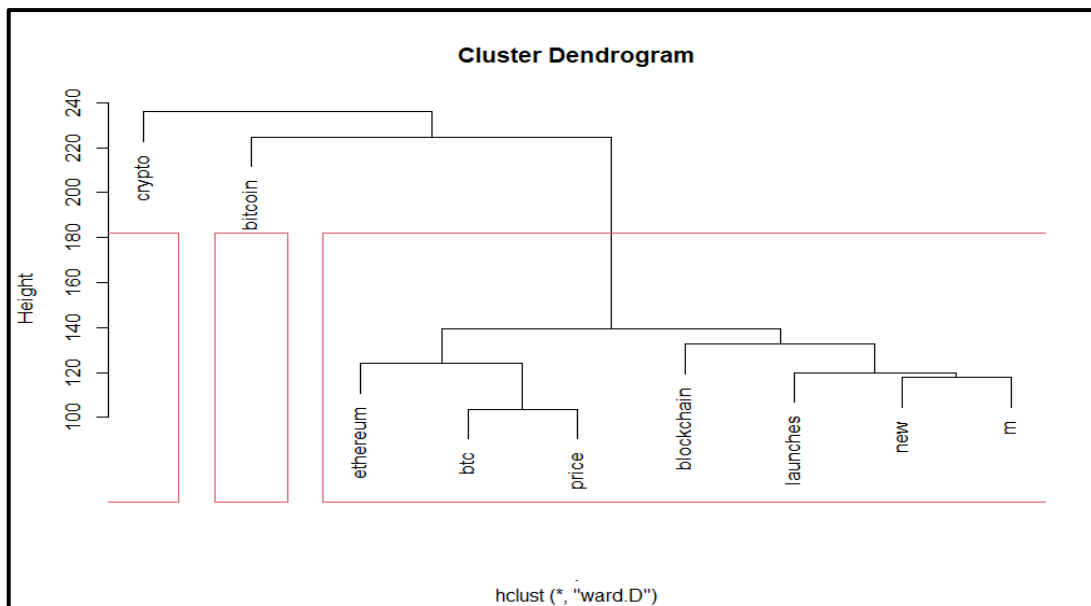 Cluster Dendrogram
Height
240
220
200
180
160
140
120
100
crypto
bitcoin
ethereum
btc
price
blockchain
launches
new
m
hclust (*, "ward.D")